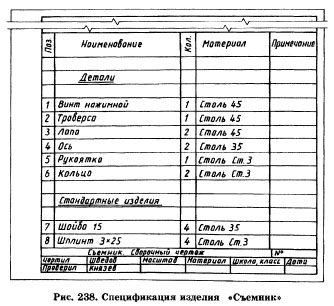 Поз. Наименование Кол. Материал Примечание
Детали
1 Винт нажимной 1 Сталь 45
2 Траверса 1 Сталь 45
3 Лапа 2 Сталь 45
4 Ось 2 Сталь 35
5 Рукоятка 1 Сталь Ст.3
6 Кольцо 2 Сталь Ст.3
Стандартные изделия
7 Шайба 15 4 Сталь 35
8 Шплинт 3×25 4 Сталь Ст.3
Съемник. Сборочный чертеж №
Чертил Шведов Масштаб Материал Школа, класс Дата
Проверил Князев
Рис. 238. Спецификация изделия «Съемник»